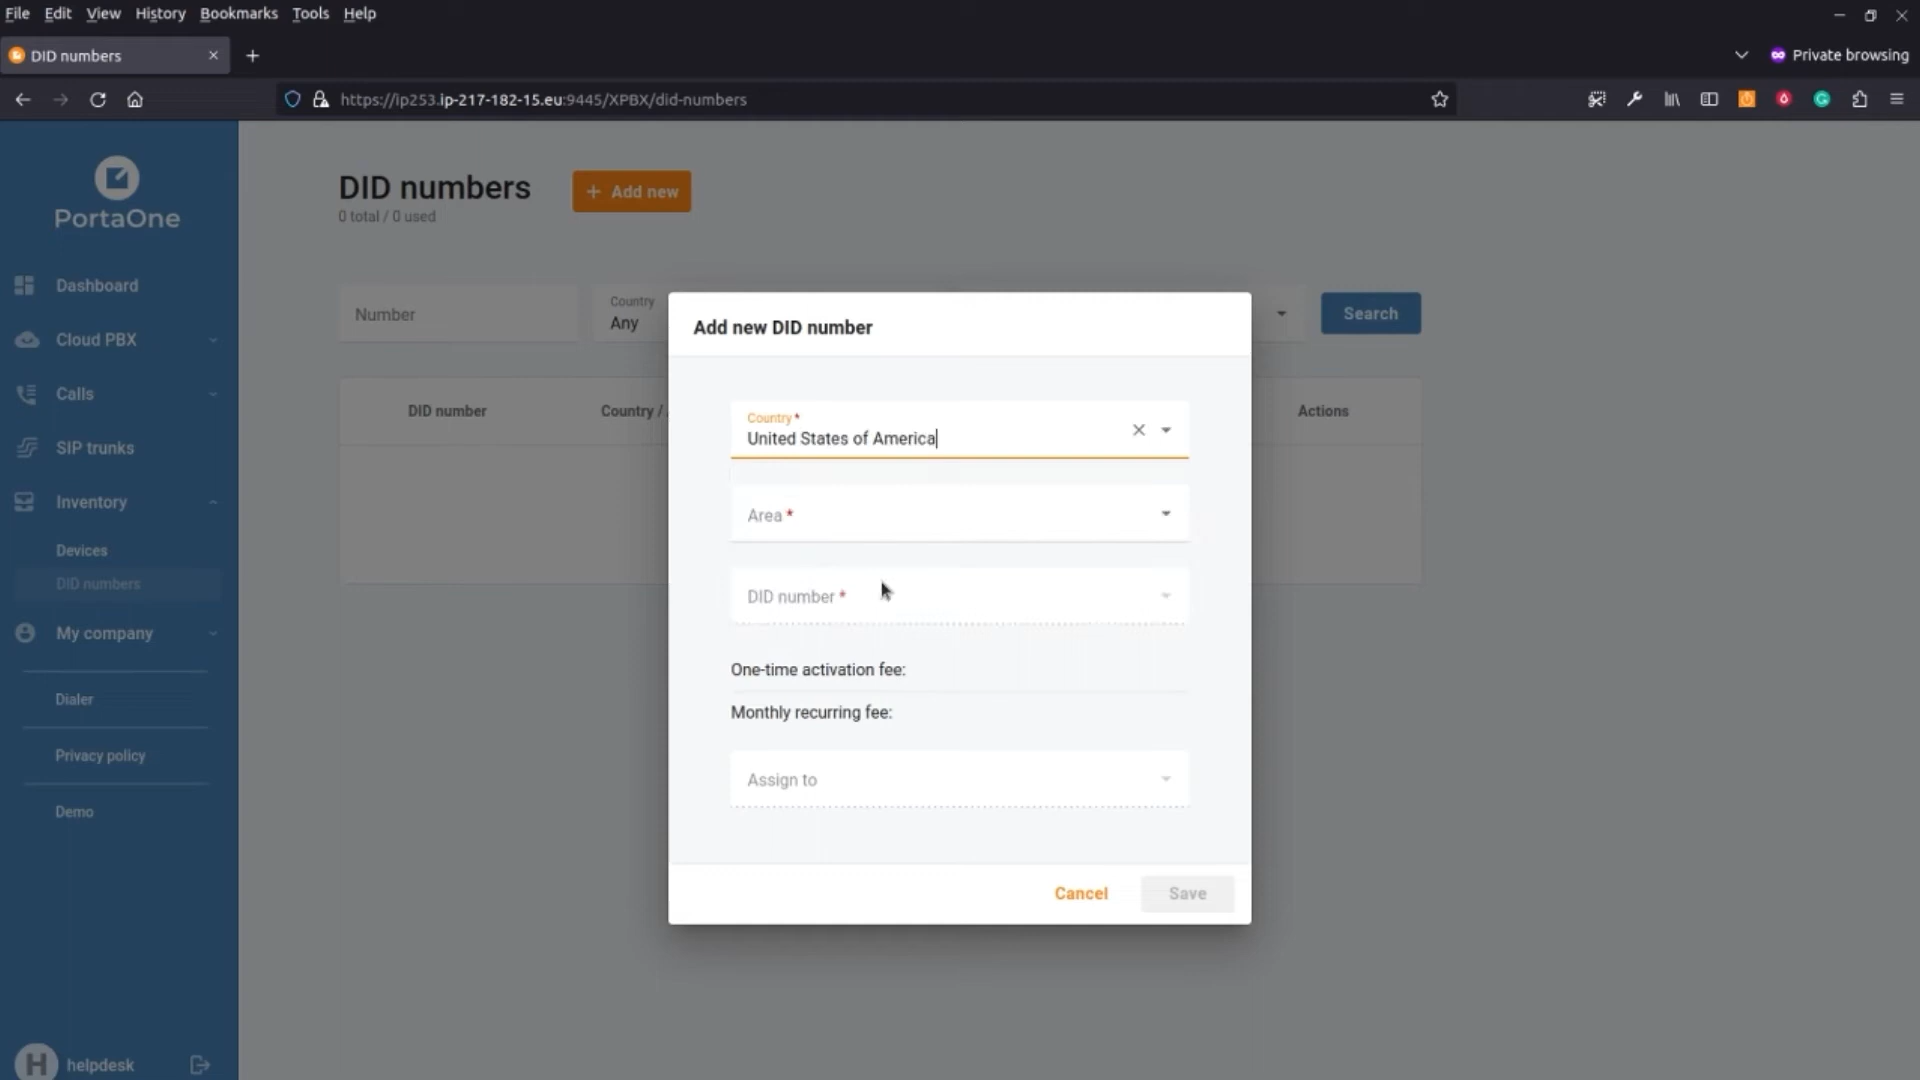 File Edit View History Bookmarks Tools Help
DID numbers
Private browsing
https://ip253.ip-217-182-15.eu:9445/XPBX/did-numbers
PortaOne
Dashboard
Cloud PBX
Calls
SIP trunks
Inventory
Devices
DID numbers
My company
Dialer
Privacy policy
Demo
H helpdesk
DID numbers
+ Add new
0 total / 0 used
Number
Country
Any
Search
DID number
Country /
Actions
Add new DID number
Country *
United States of America
Area *
DID number *
One-time activation fee:
Monthly recurring fee:
Assign to
Cancel
Save